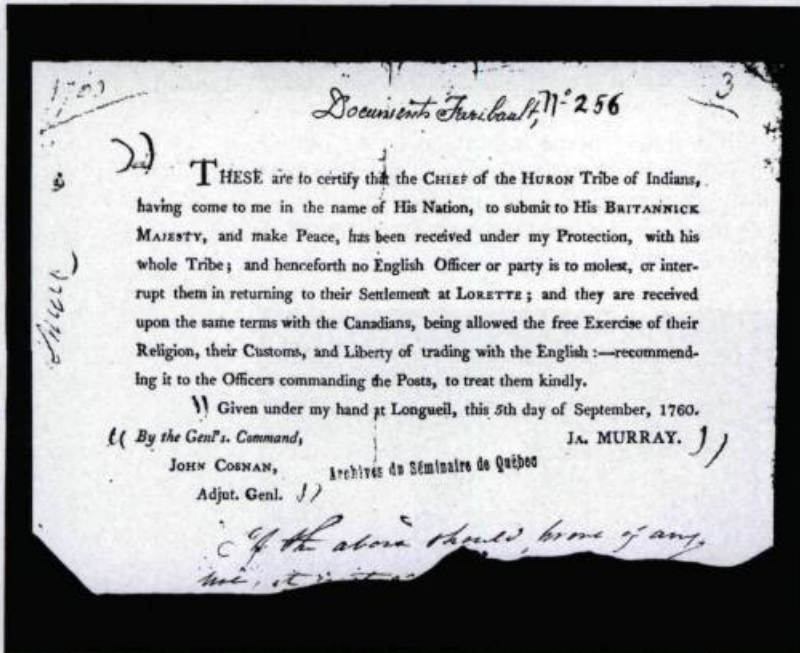 3
Documents Faribault, No 256
THESE are to certify that the CHIEF of the HURON Tribe of Indians,
having come to me in the name of His Nation, to submit to His BRITANNICK
MAJESTY, and make Peace, has been received under my Protection, with his
whole Tribe; and henceforth no English Officer or party is to molest, or inter-
rupt them in returning to their Settlement at LORETTE; and they are received
upon the same terms with the Canadians, being allowed the free Exercise of their
Religion, their Customs, and Liberty of trading with the English:—recommend-
ing it to the Officers commanding the Posts, to treat them kindly.
Given under my hand at Longueil, this 5th day of September, 1760.
By the Genl's. Command, JA. MURRAY.
JOHN COSNAN,
Adjut. Genl.
Archives du Séminaire de Québec
If the above should prove of any
use, it